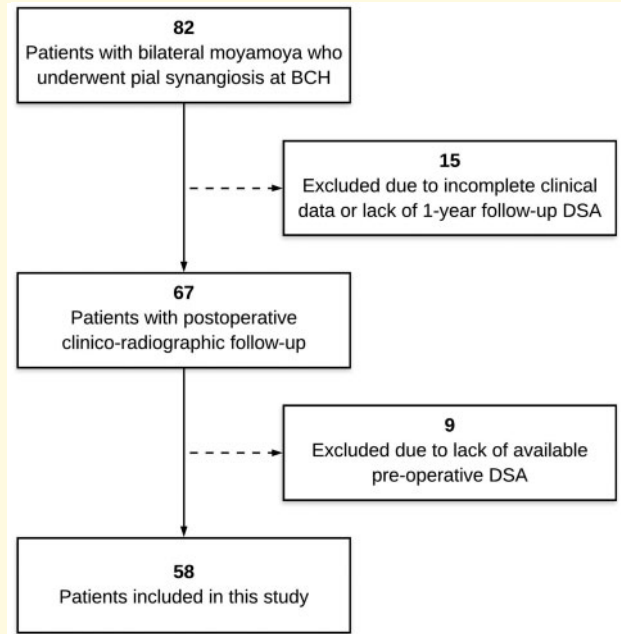 82
Patients with bilateral moyamoya who
underwent pial synangiosis at BCH
15
Excluded due to incomplete clinical
data or lack of 1-year follow-up DSA
67
Patients with postoperative
clinico-radiographic follow-up
9
Excluded due to lack of available
pre-operative DSA
58
Patients included in this study